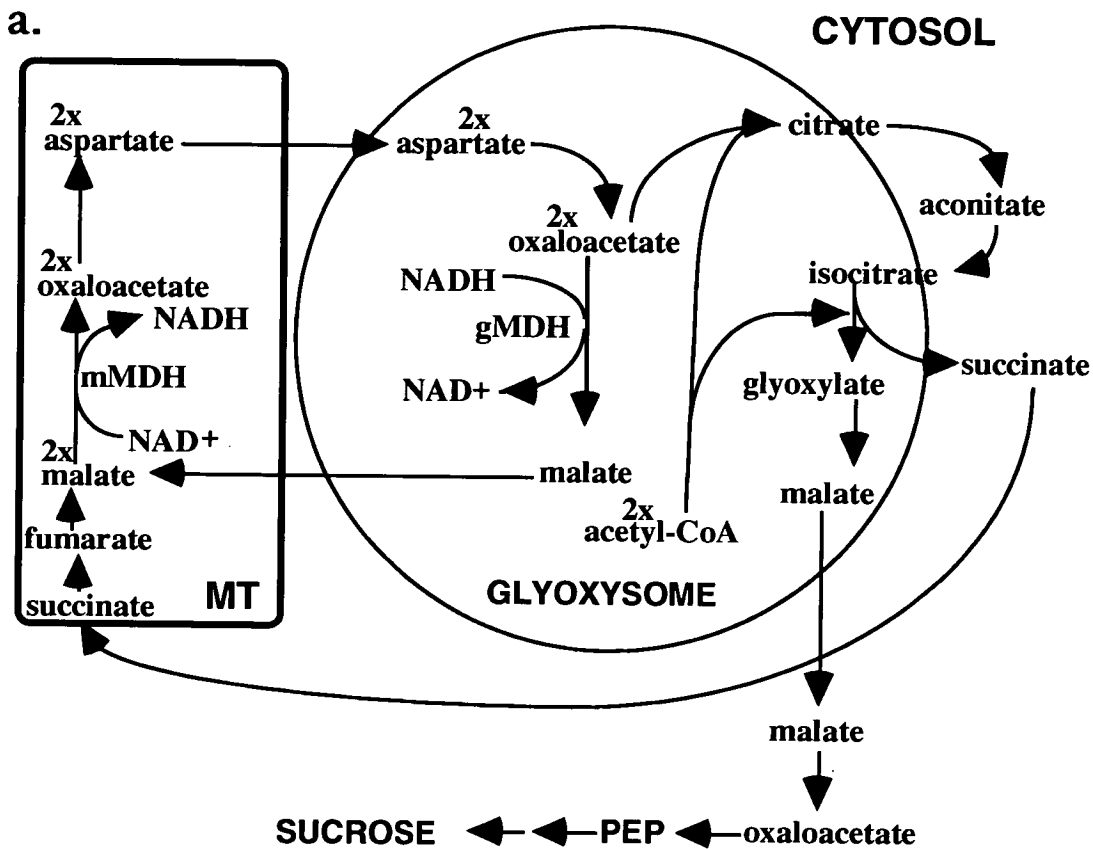 a.
CYTOSOL
2x
aspartate
2x
aspartate
citrate
aconitate
2x
oxaloacetate
2x
oxaloacetate
NADH
isocitrate
NADH
gMDH
mMDH
NAD+
glyoxylate
succinate
NAD+
2x
malate
malate
malate
2x
acetyl-CoA
fumarate
succinate
MT
GLYOXYSOME
malate
SUCROSE
PEP
oxaloacetate